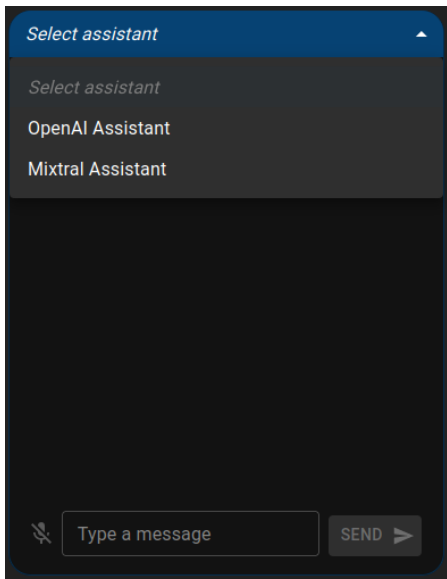 Select assistant
Select assistant
OpenAI Assistant
Mixtral Assistant
Type a message
SEND